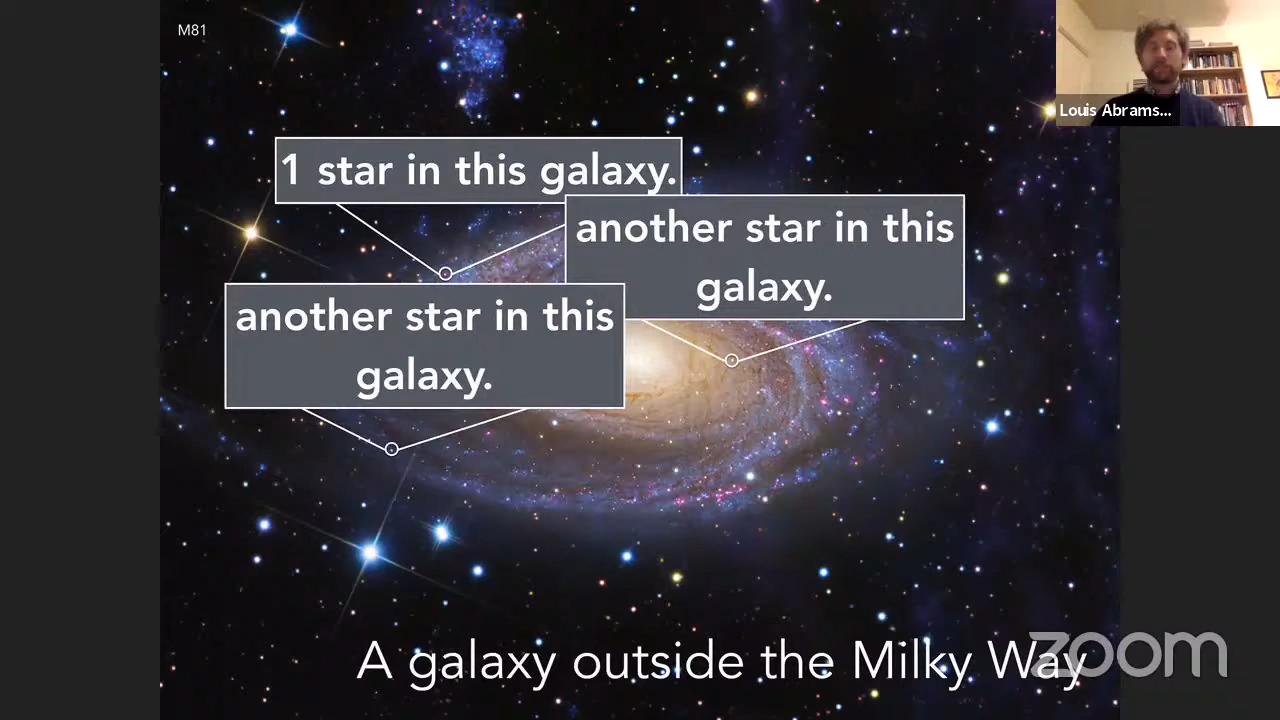 M81
Louis Abrams...
1 star in this galaxy.
another star in this
galaxy.
another star in this
galaxy.
A galaxy outside the Milky Way
zoom